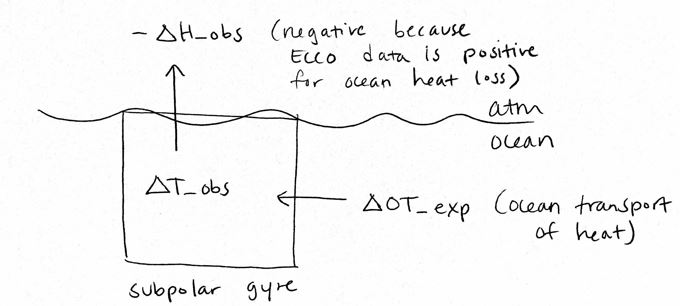 - ΔH_obs (negative because
ECCO data is positive
for ocean heat loss)
atm
ocean
ΔT_obs
ΔOT_exp (ocean transport
of heat)
subpolar gyre